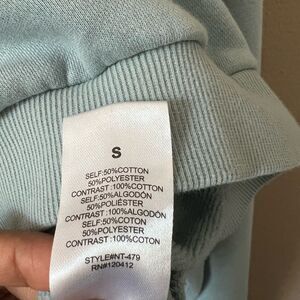 S
SELF:50%COTTON
50%POLYESTER
CONTRAST :100%COTTON
SELF:50%ALGODÓN
50%POLIÉSTER
CONTRAST :100%ALGODÓN
SELF:50%COTON
50%POLYESTER
CONTRAST :100%COTON
STYLE#NT-479
RN#120412